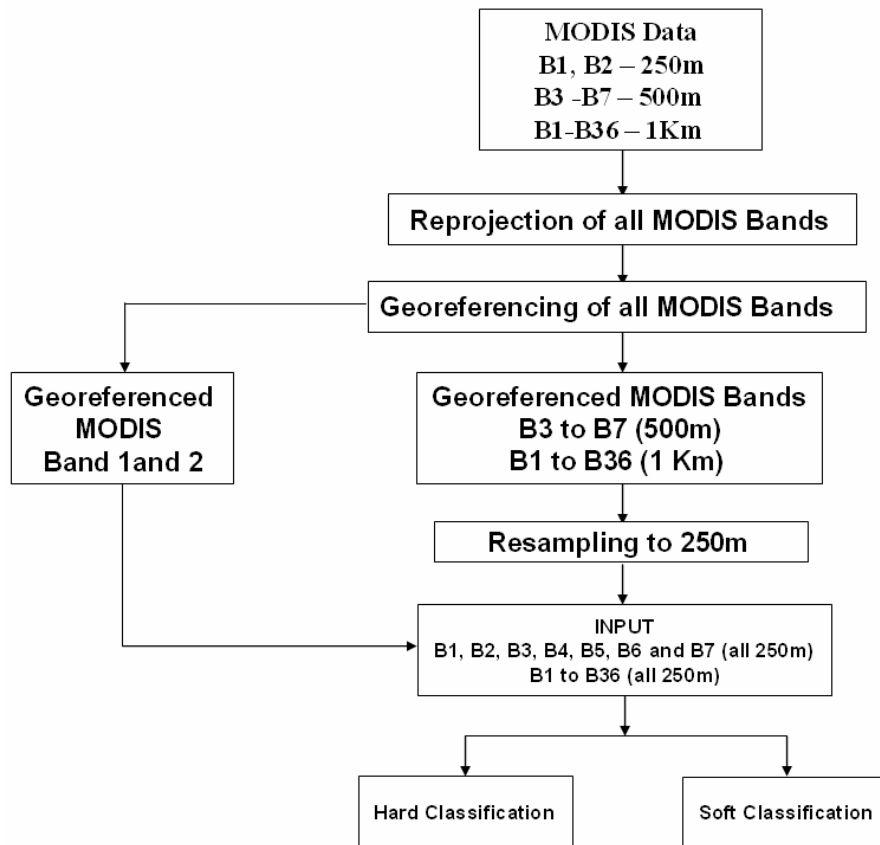 MODIS Data
B1, B2 – 250m
B3 -B7 – 500m
B1-B36 – 1Km
Reprojection of all MODIS Bands
Georeferencing of all MODIS Bands
Georeferenced
MODIS
Band 1and 2
Georeferenced MODIS Bands
B3 to B7 (500m)
B1 to B36 (1 Km)
Resampling to 250m
INPUT
B1, B2, B3, B4, B5, B6 and B7 (all 250m)
B1 to B36 (all 250m)
Hard Classification
Soft Classification